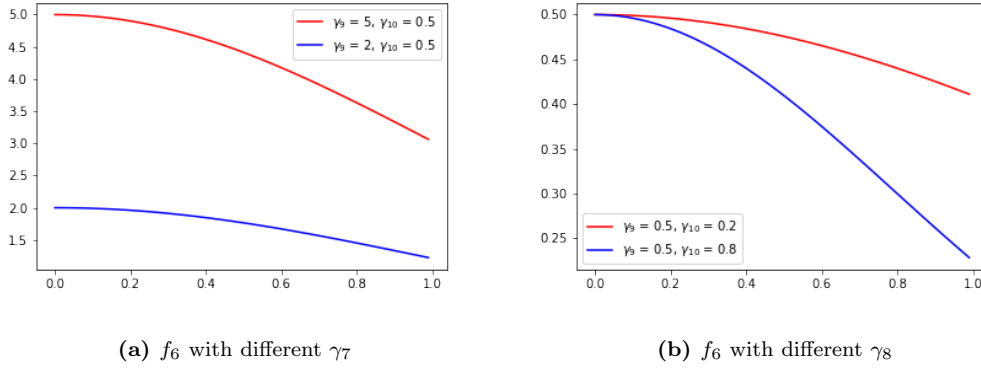 5.0
4.5
4.0
3.5
3.0
2.5
2.0
1.5
0.0 0.2 0.4 0.6 0.8 1.0
γ₉ = 5, γ₁₀ = 0.5
γ₉ = 2, γ₁₀ = 0.5
(a) f₆ with different γ₇
0.50
0.45
0.40
0.35
0.30
0.25
0.0 0.2 0.4 0.6 0.8 1.0
γ₉ = 0.5, γ₁₀ = 0.2
γ₉ = 0.5, γ₁₀ = 0.8
(b) f₆ with different γ₈